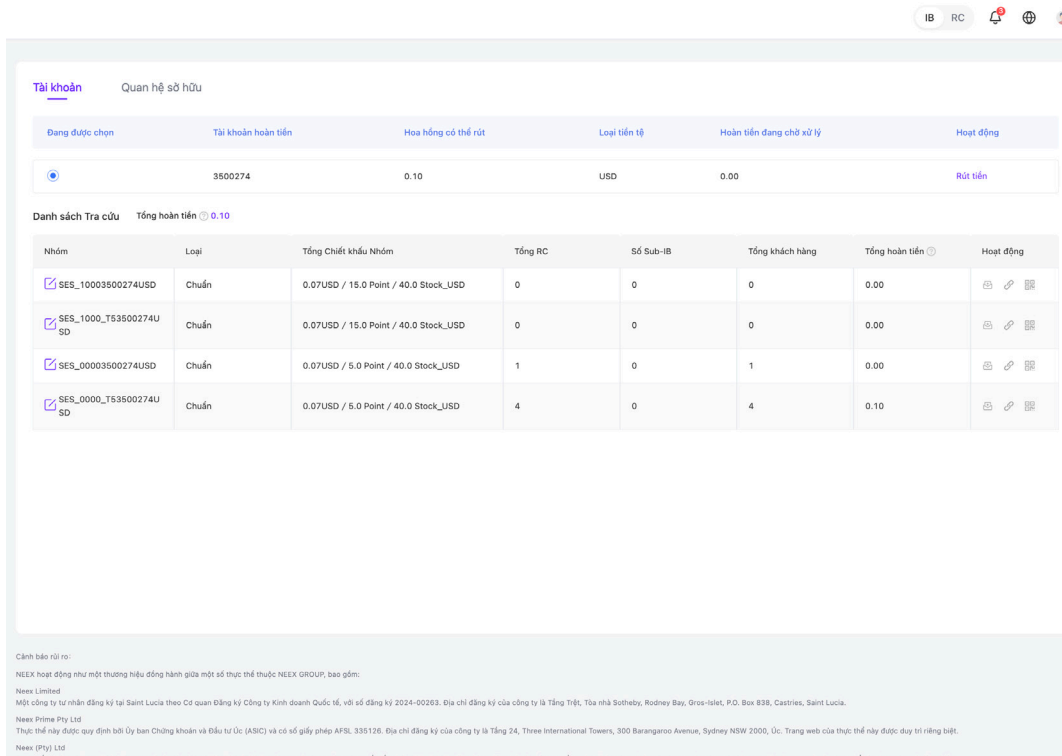 IB RC 3
Tài khoản Quan hệ sở hữu
Đang được chọn Tài khoản hoàn tiền Hoa hồng có thể rút Loại tiền tệ Hoàn tiền đang chờ xử lý Hoạt động
3500274 0.10 USD 0.00 Rút tiền
Danh sách Tra cứu Tổng hoàn tiền ? 0.10
Nhóm Loại Tổng Chiết khấu Nhóm Tổng RC Số Sub-IB Tổng khách hàng Tổng hoàn tiền ? Hoạt động
SES_10003500274USD Chuẩn 0.07USD / 15.0 Point / 40.0 Stock_USD 0 0 0 0.00
SES_1000_T53500274U
SD Chuẩn 0.07USD / 15.0 Point / 40.0 Stock_USD 0 0 0 0.00
SES_00003500274USD Chuẩn 0.07USD / 5.0 Point / 40.0 Stock_USD 1 0 1 0.00
SES_0000_T53500274U
SD Chuẩn 0.07USD / 5.0 Point / 40.0 Stock_USD 4 0 4 0.10
Cảnh báo rủi ro:
NEEX hoạt động như một thương hiệu đồng hành giữa một số thực thể thuộc NEEX GROUP, bao gồm:
Neex Limited
Một công ty tư nhân đăng ký tại Saint Lucia theo Cơ quan Đăng ký Công ty Kinh doanh Quốc tế, với số đăng ký 2024-00263. Địa chỉ đăng ký của công ty là Tầng Trệt, Tòa nhà Sotheby, Rodney Bay, Gros-Islet, P.O. Box 838, Castries, Saint Lucia.
Neex Prime Pty Ltd
Thực thể này được quy định bởi Ủy ban Chứng khoán và Đầu tư Úc (ASIC) và có số giấy phép AFSL 335126. Địa chỉ đăng ký của công ty là Tầng 24, Three International Towers, 300 Barangaroo Avenue, Sydney NSW 2000, Úc. Trang web của thực thể này được duy trì riêng biệt.
Neex (Pty) Ltd